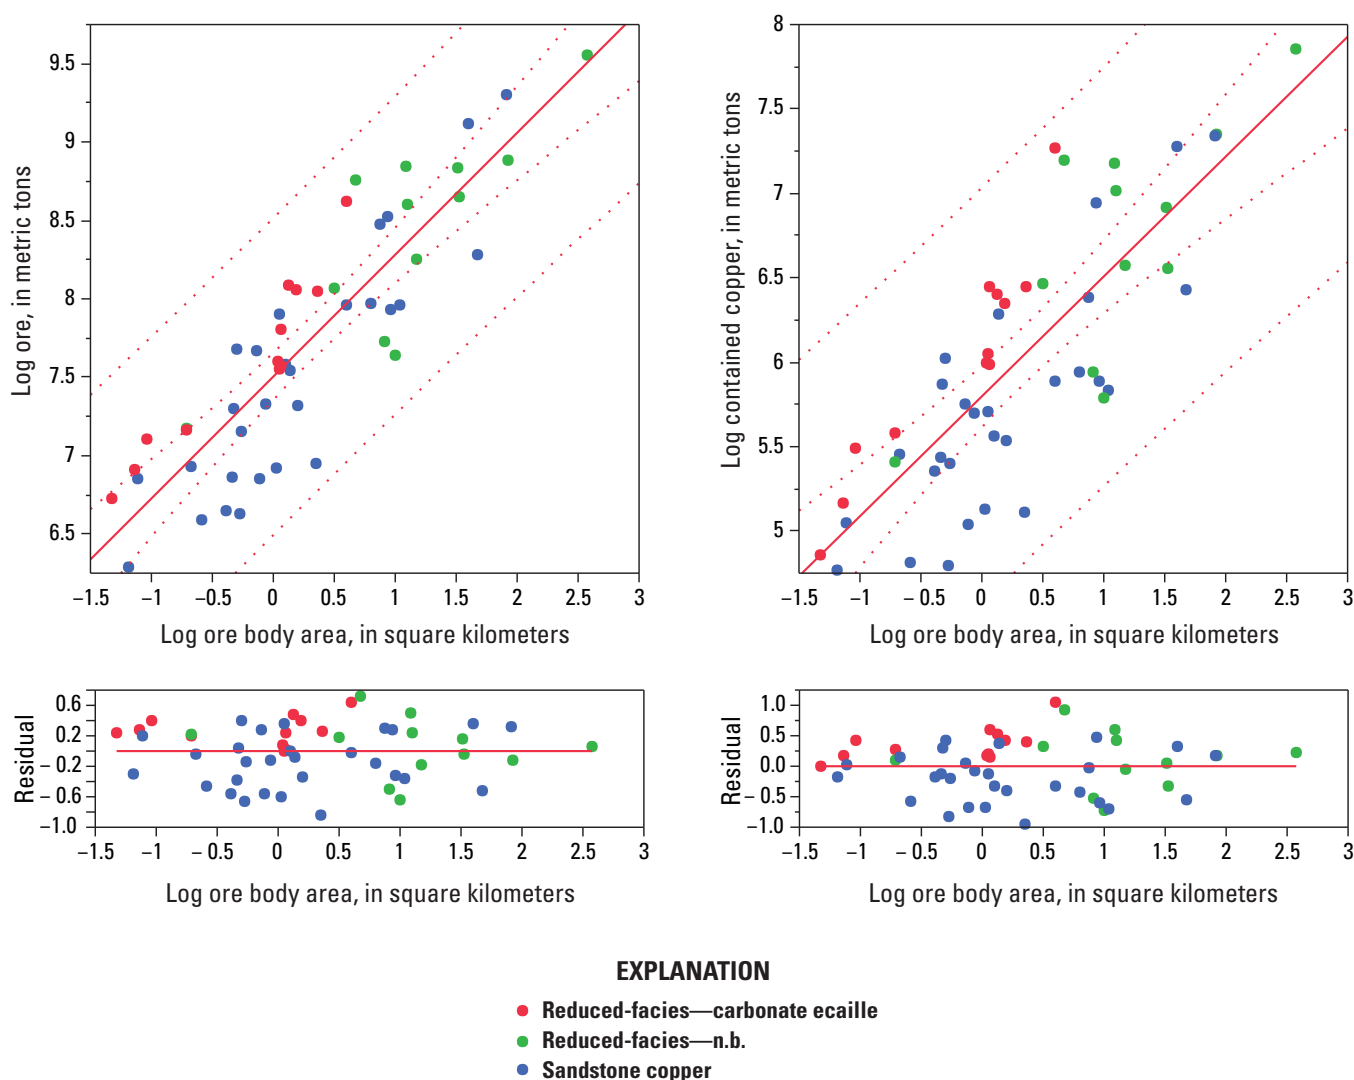 9.5
9
8.5
8
7.5
7
6.5
Log ore, in metric tons
−1.5 −1 −0.5 0 0.5 1 1.5 2 2.5 3
Log ore body area, in square kilometers
8
7.5
7
6.5
6
5.5
5
Log contained copper, in metric tons
−1.5 −1 −0.5 0 0.5 1 1.5 2 2.5 3
Log ore body area, in square kilometers
0.6
0.2
−0.2
−0.6
−1.0
Residual
−1.5 −1 −0.5 0 0.5 1 1.5 2 2.5 3
Log ore body area, in square kilometers
1.0
0.5
0.0
−0.5
−1.0
Residual
−1.5 −1 −0.5 0 0.5 1 1.5 2 2.5 3
Log ore body area, in square kilometers
EXPLANATION
Reduced-facies—carbonate ecaille
Reduced-facies—n.b.
Sandstone copper